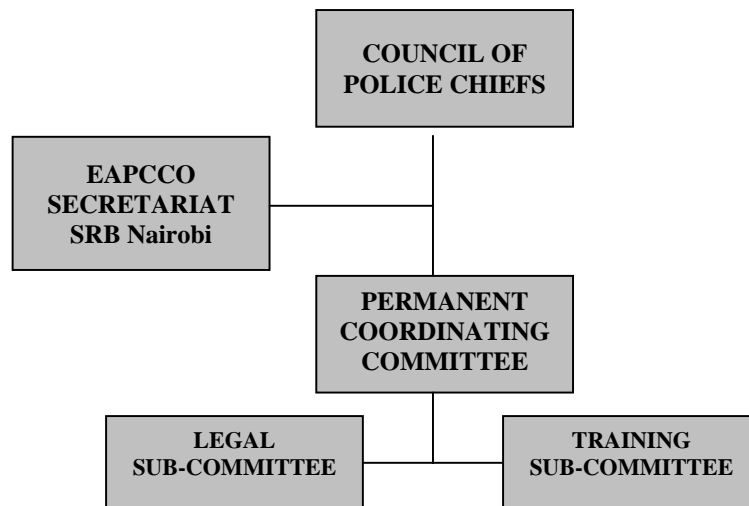 COUNCIL OF
POLICE CHIEFS
EAPCCO
SECRETARIAT
SRB Nairobi
PERMANENT
COORDINATING
COMMITTEE
LEGAL
SUB-COMMITTEE
TRAINING
SUB-COMMITTEE